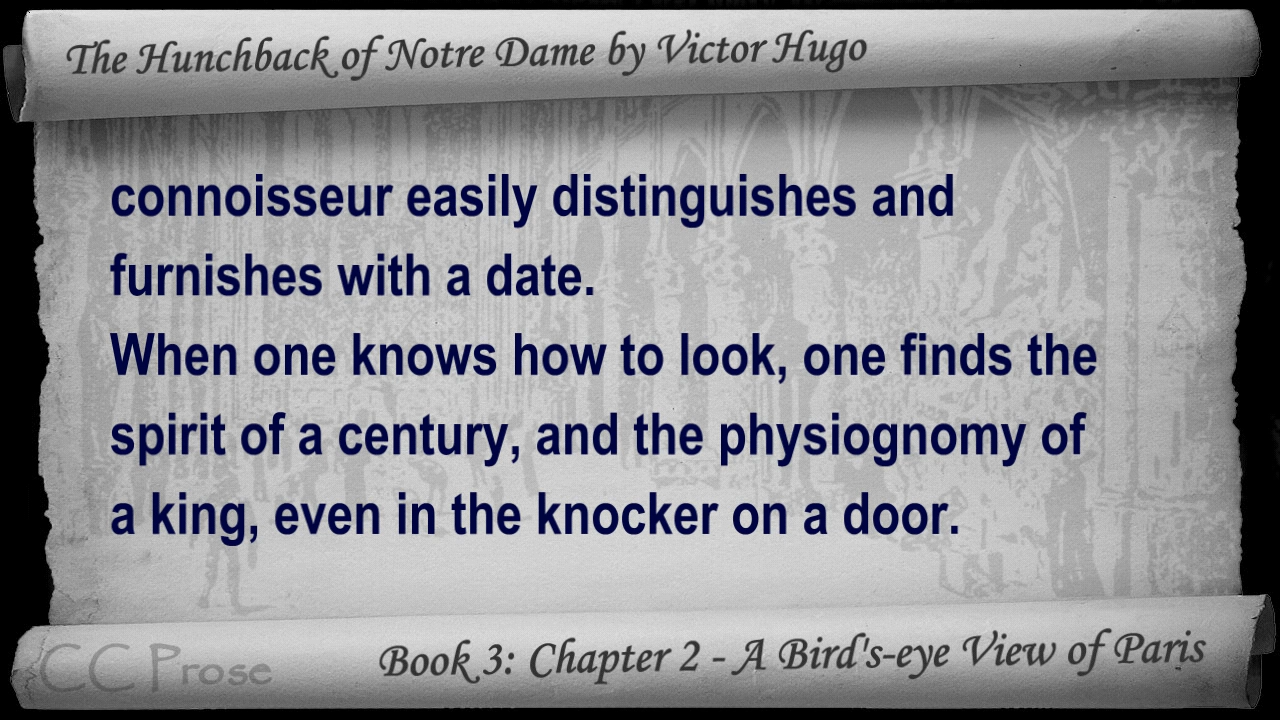 The Hunchback of Notre Dame by Victor Hugo
connoisseur easily distinguishes and
furnishes with a date.
When one knows how to look, one finds the
spirit of a century, and the physiognomy of
a king, even in the knocker on a door.
CC Prose
Book 3: Chapter 2 - A Bird's-eye View of Paris